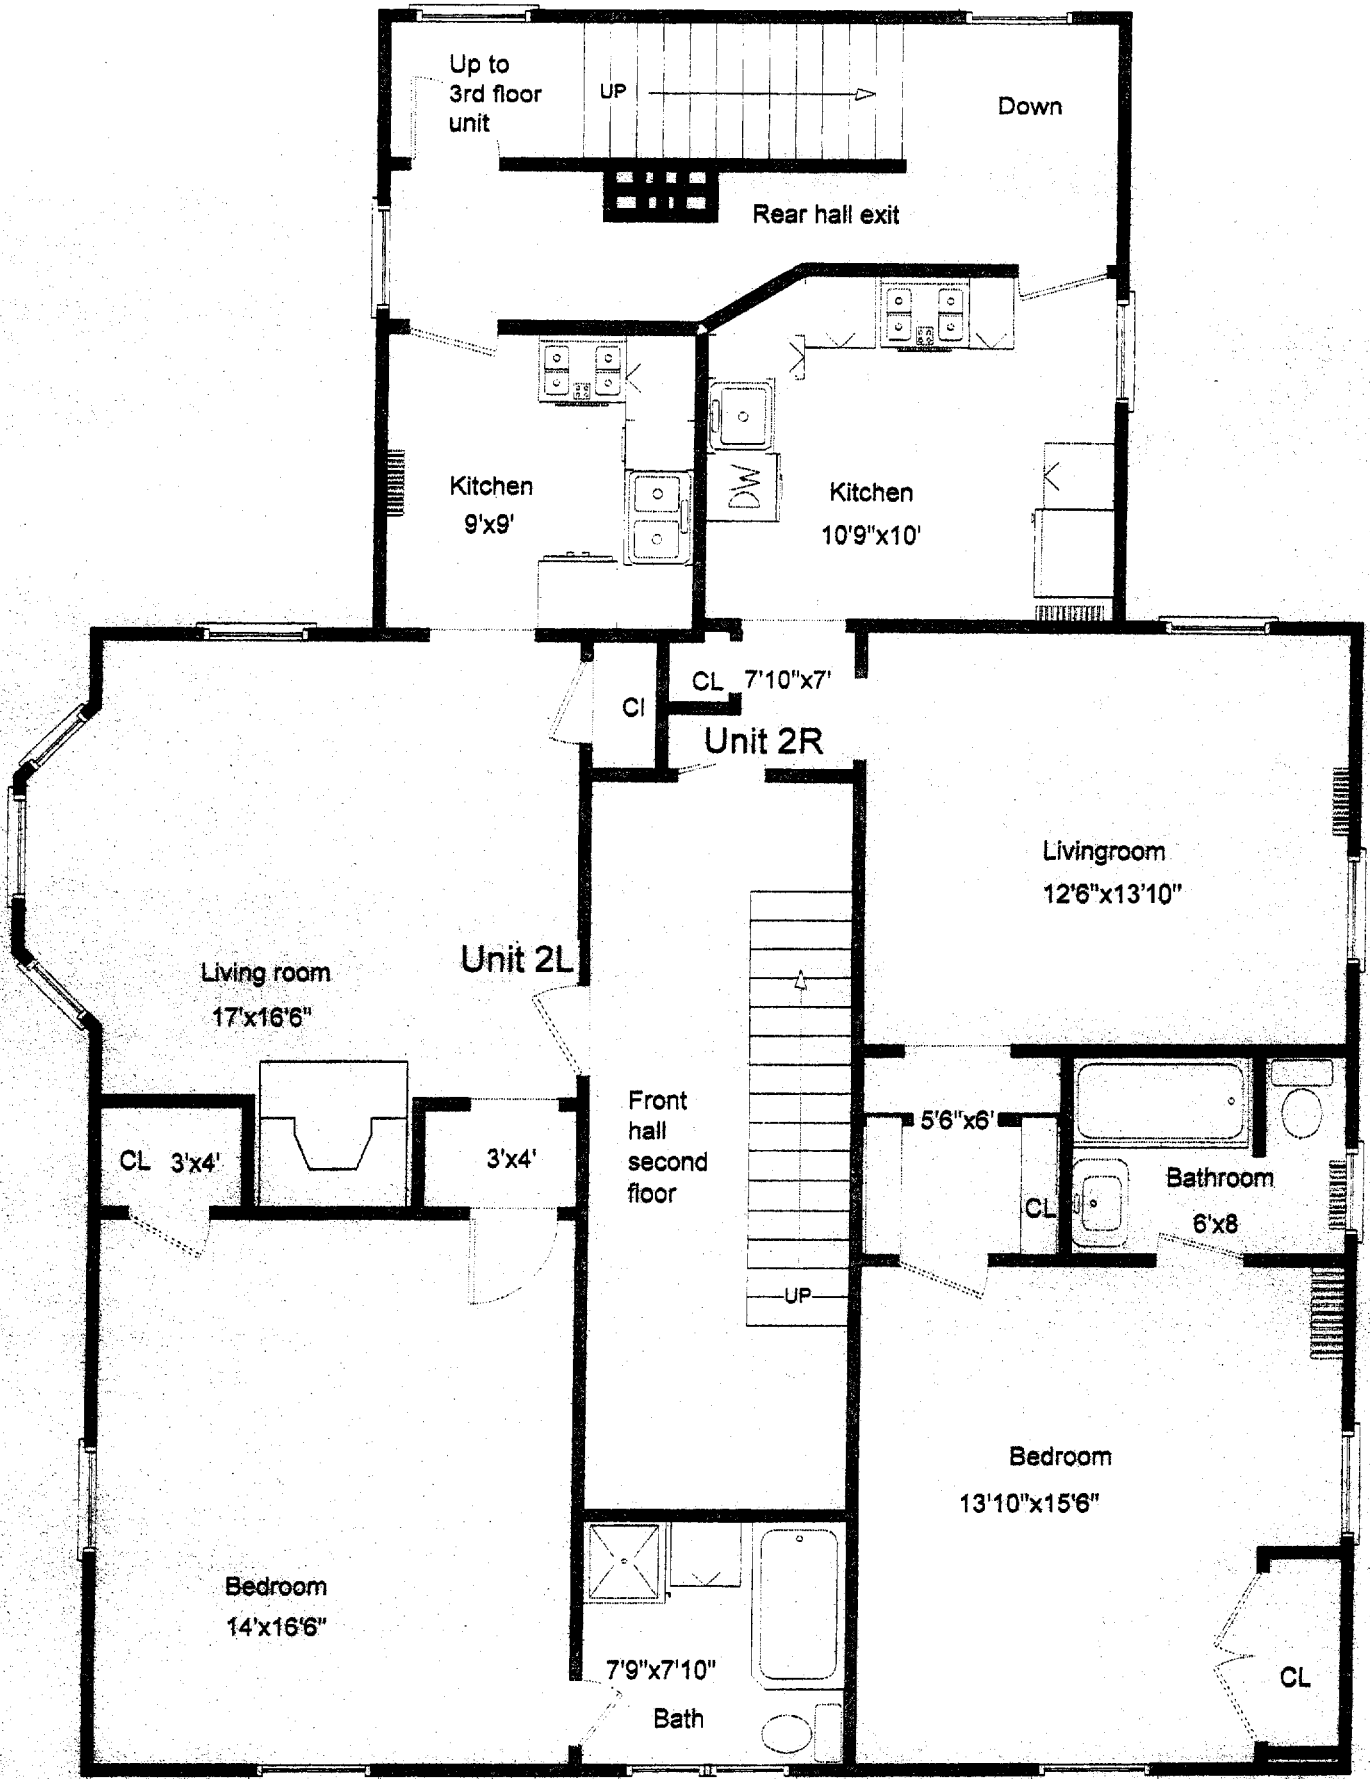 Up to
3rd floor
unit
UP
Down
Rear hall exit
Kitchen
9'x9'
DW
Kitchen
10'9"x10'
Cl
CL
7'10"x7'
Unit 2R
Livingroom
12'6"x13'10"
Living room
17'x16'6"
Unit 2L
Front
hall
second
floor
CL 3'x4'
3'x4'
5'6"x6'
CL
Bathroom
6'x8
UP
Bedroom
13'10"x15'6"
Bedroom
14'x16'6"
7'9"x7'10"
Bath
CL